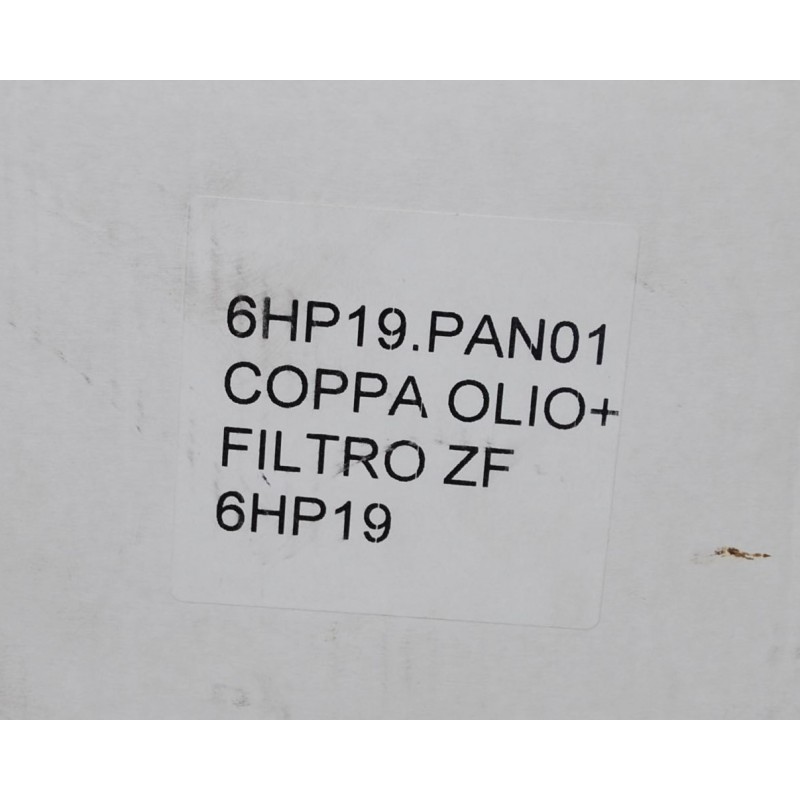 6HP19.PAN01
COPPA OLIO+
FILTRO ZF
6HP19